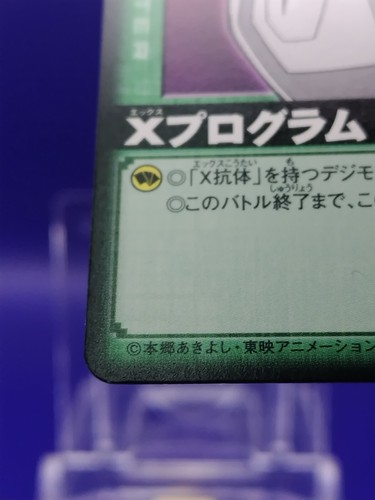 TER
エックス
Xプログラム
エックスこうたい も
◎「X抗体」を持つデジモ
しゅうりょう
◎このバトル終了まで、こ
©本郷あきよし・東映アニメーション